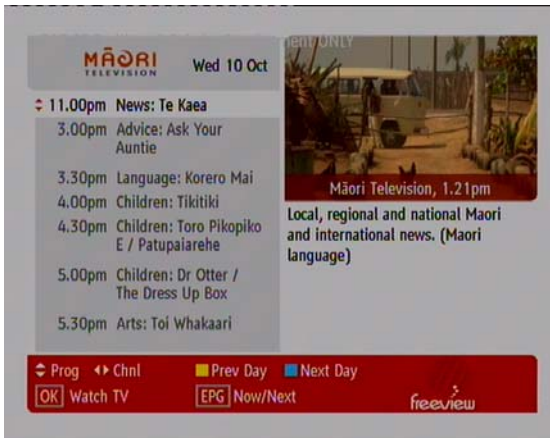 MĀORI
TELEVISION
Wed 10 Oct
ment ONLY
11.00pm News: Te Kaea
3.00pm Advice: Ask Your
Auntie
3.30pm Language: Korero Mai
4.00pm Children: Tikitiki
4.30pm Children: Toro Pikopiko
E / Patupaiarehe
5.00pm Children: Dr Otter /
The Dress Up Box
5.30pm Arts: Toi Whakaari
Māori Television, 1.21pm
Local, regional and national Maori
and international news. (Maori
language)
Prog Chnl Prev Day Next Day
OK Watch TV EPG Now/Next
freeview